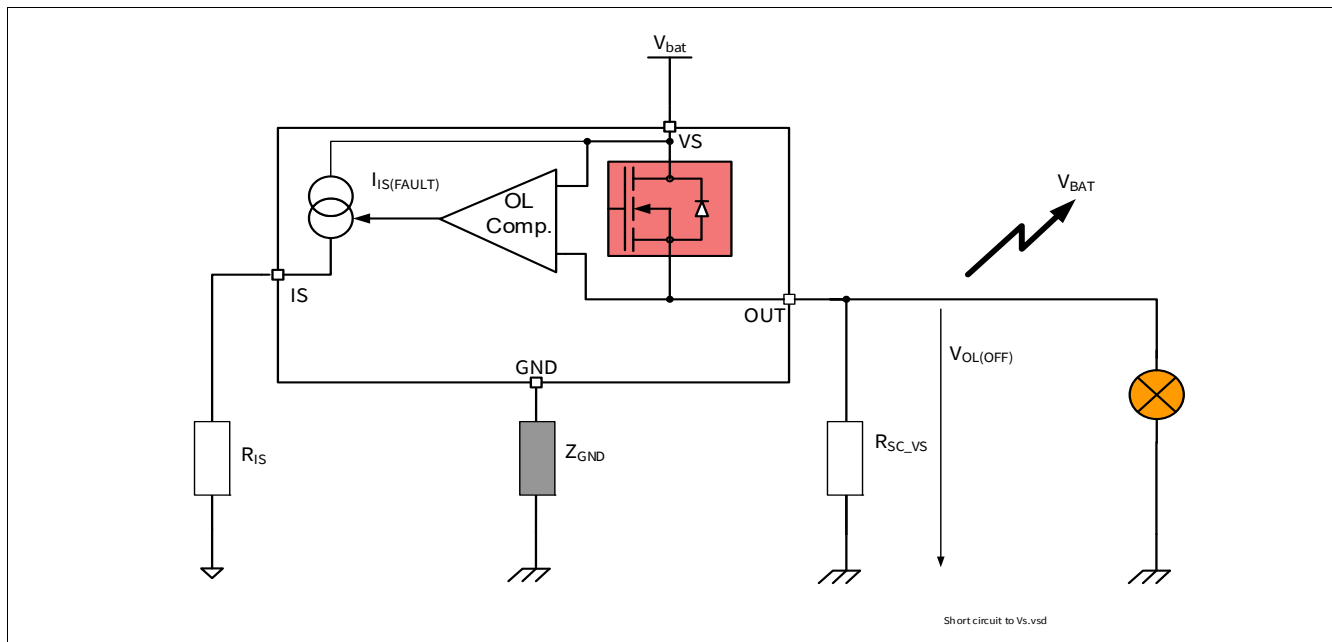 Vbat
VS
IIS(FAULT)
OL
Comp.
VBAT
IS
OUT
VOL(OFF)
GND
RIS
ZGND
RSC_VS
Short circuit to Vs.vsd